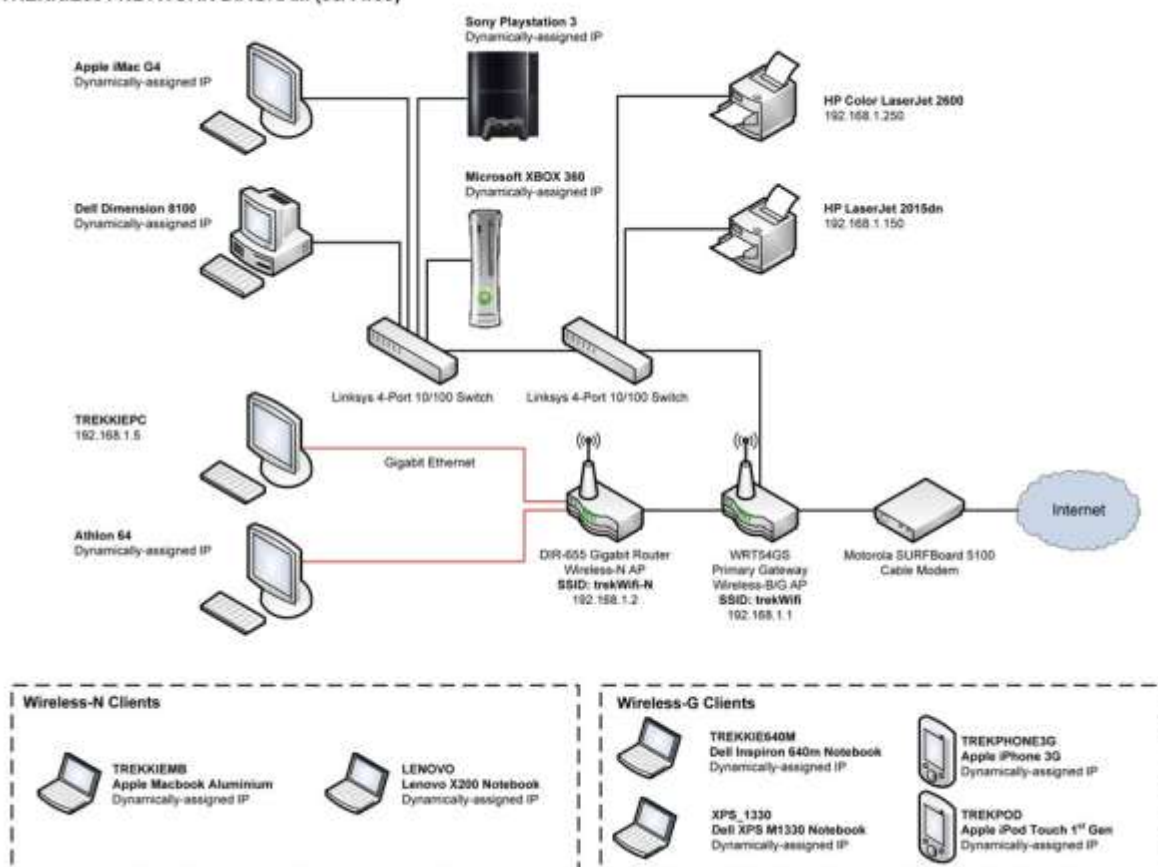 Sony Playstation 3
Dynamically-assigned IP
Apple iMac G4
Dynamically-assigned IP
HP Color LaserJet 2600
192.168.1.250
Microsoft XBOX 360
Dynamically-assigned IP
Dell Dimension 8100
Dynamically-assigned IP
HP LaserJet 2015dn
192.168.1.150
Linksys 4-Port 10/100 Switch
Linksys 4-Port 10/100 Switch
TREKKIEPC
192.168.1.5
Gigabit Ethernet
Internet
Athlon 64
Dynamically-assigned IP
DIR-655 Gigabit Router
Wireless-N AP
SSID: trekWifi-N
192.168.1.2
WRT54GS
Primary Gateway
Wireless-B/G AP
SSID: trekWifi
192.168.1.1
Motorola SURFBoard 5100
Cable Modem
Wireless-N Clients
TREKKIEMB
Apple Macbook Aluminium
Dynamically-assigned IP
LENOVO
Lenovo X200 Notebook
Dynamically-assigned IP
Wireless-G Clients
TREKKIE640M
Dell Inspiron 640m Notebook
Dynamically-assigned IP
TREKPHONE3G
Apple iPhone 3G
Dynamically-assigned IP
XPS_1330
Dell XPS M1330 Notebook
Dynamically-assigned IP
TREKPOD
Apple iPod Touch 1st Gen
Dynamically-assigned IP